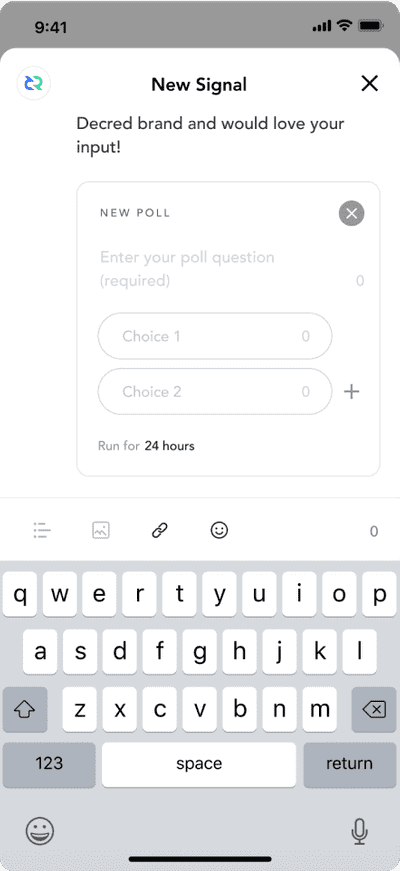 9:41
New Signal
Decred brand and would love your
input!
NEW POLL
Enter your poll question
(required)
0
Choice 1 0
Choice 2 0
Run for 24 hours
0
q w e r t y u i o p
a s d f g h j k l
z x c v b n m
123 space return